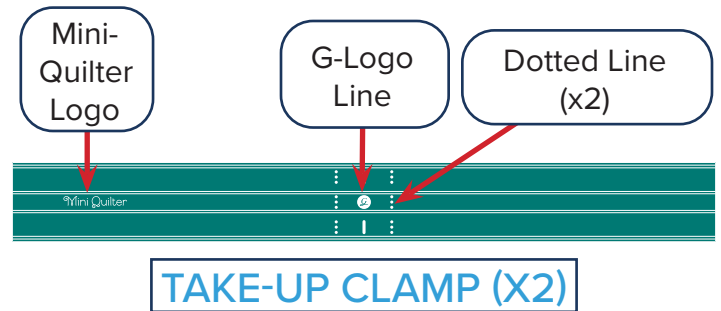 Mini-
Quilter
Logo
G-Logo
Line
Dotted Line
(x2)
Mini Quilter
G
TAKE-UP CLAMP (X2)